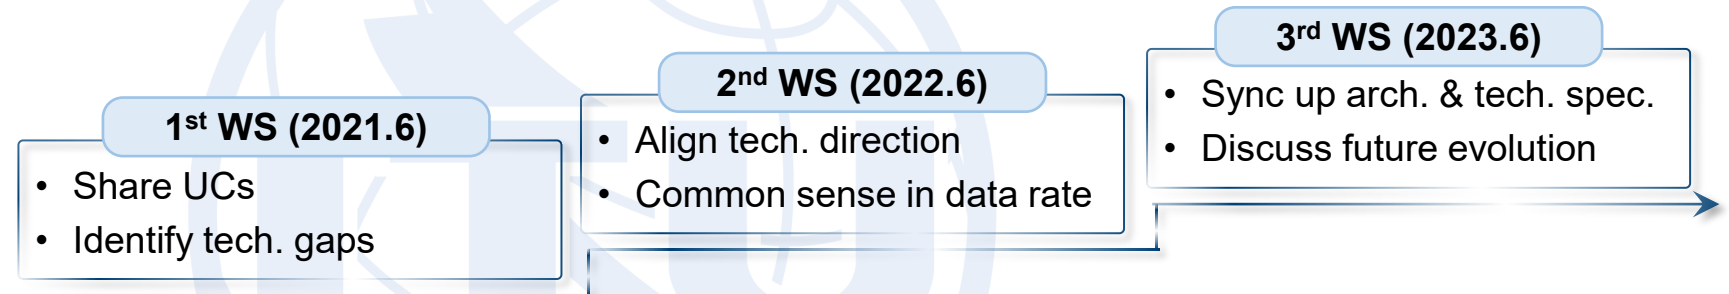 1st WS (2021.6)
• Share UCs
• Identify tech. gaps
2nd WS (2022.6)
• Align tech. direction
• Common sense in data rate
3rd WS (2023.6)
• Sync up arch. & tech. spec.
• Discuss future evolution